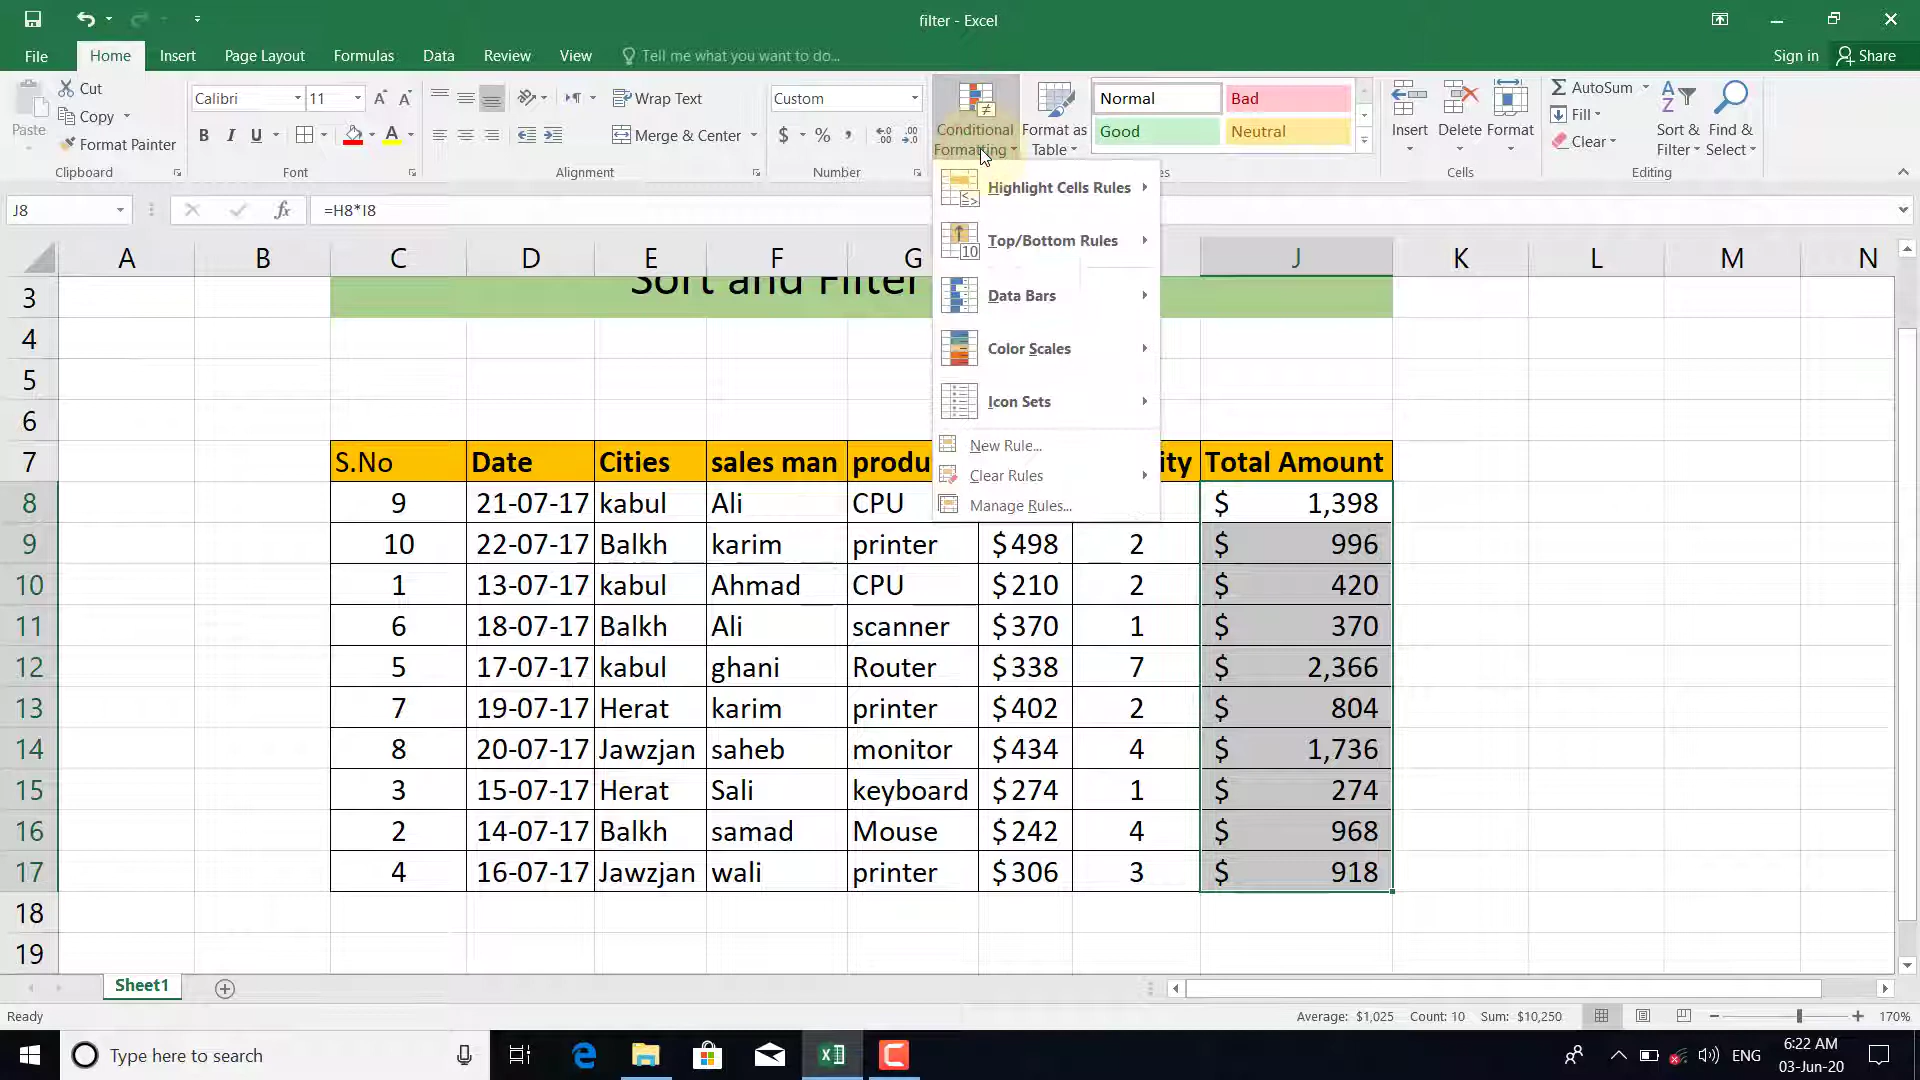 filter - Excel
File Home Insert Page Layout Formulas Data Review View Tell me what you want to do... Sign in Share
Paste Cut Copy Format Painter
Clipboard
Calibri 11
B I U
Font
Wrap Text
Merge & Center
Alignment
Custom
$ % ,
Number
Conditional Formatting
Format as Table
Normal Bad
Good Neutral
Insert Delete Format
Cells
AutoSum
Fill
Clear
Sort & Filter
Find & Select
Editing
J8 fx =H8*I8
Highlight Cells Rules
Top/Bottom Rules
Data Bars
Color Scales
Icon Sets
New Rule...
Clear Rules
Manage Rules...
A B C D E F G J K L M N
3 Sort and Filter
4
5
6
7 S.No Date Cities sales man produ ity Total Amount
8 9 21-07-17 kabul Ali CPU $ 1,398
9 10 22-07-17 Balkh karim printer $498 2 $ 996
10 1 13-07-17 kabul Ahmad CPU $210 2 $ 420
11 6 18-07-17 Balkh Ali scanner $370 1 $ 370
12 5 17-07-17 kabul ghani Router $338 7 $ 2,366
13 7 19-07-17 Herat karim printer $402 2 $ 804
14 8 20-07-17 Jawzjan saheb monitor $434 4 $ 1,736
15 3 15-07-17 Herat Sali keyboard $274 1 $ 274
16 2 14-07-17 Balkh samad Mouse $242 4 $ 968
17 4 16-07-17 Jawzjan wali printer $306 3 $ 918
18
19
Sheet1
Ready Average: $1,025 Count: 10 Sum: $10,250 170%
Type here to search
ENG
6:22 AM
03-Jun-20